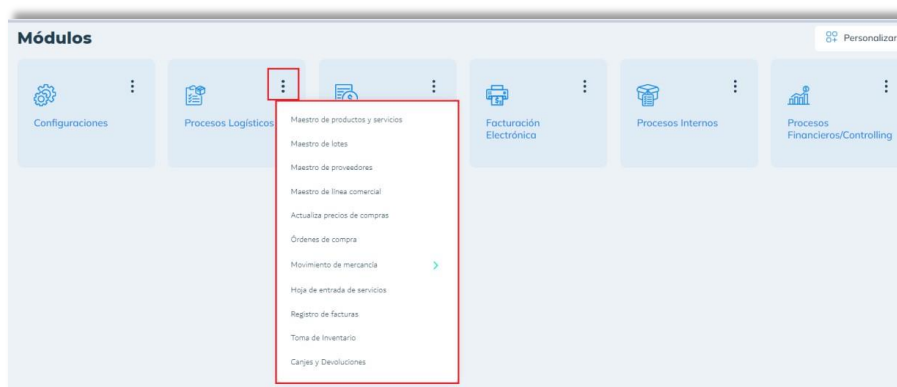 Módulos
Personalizar
Configuraciones
Procesos Logísticos
Facturación
Electrónica
Procesos Internos
Procesos
Financieros/Controlling
Maestro de productos y servicios
Maestro de lotes
Maestro de proveedores
Maestro de línea comercial
Actualiza precios de compras
Órdenes de compra
Movimiento de mercancía
Hoja de entrada de servicios
Registro de facturas
Toma de Inventario
Canjes y Devoluciones